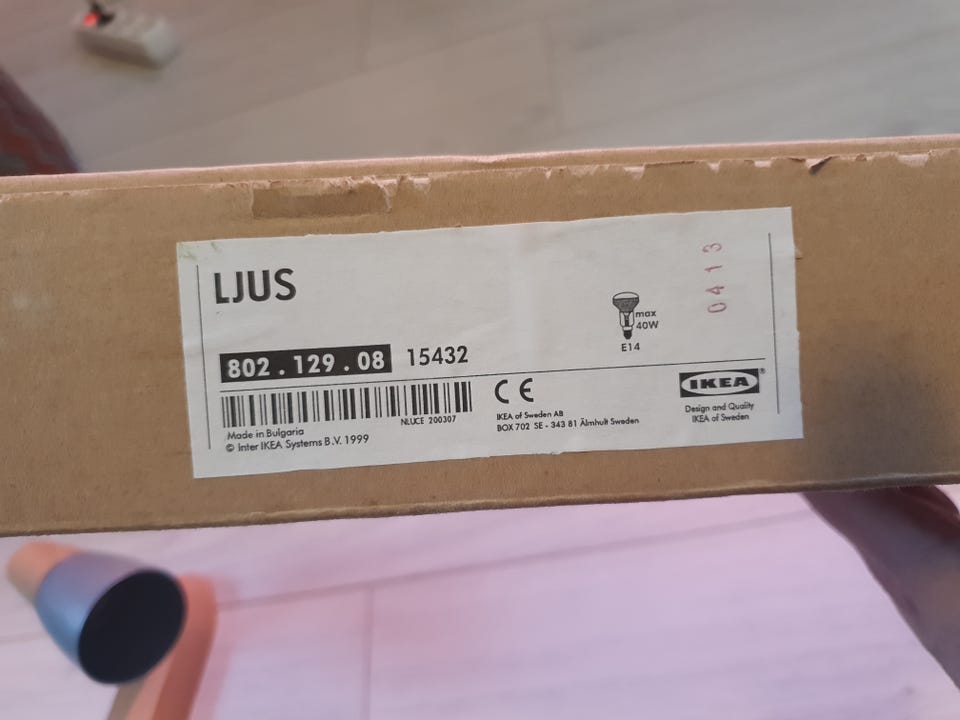 LJUS
802.129.08 15432
NLUCE 200307
Made in Bulgaria
© Inter IKEA Systems B.V. 1999
CE
IKEA of Sweden AB
BOX 702 SE - 343 81 Älmhult Sweden
max
40W
E14
0413
IKEA®
Design and Quality
IKEA of Sweden